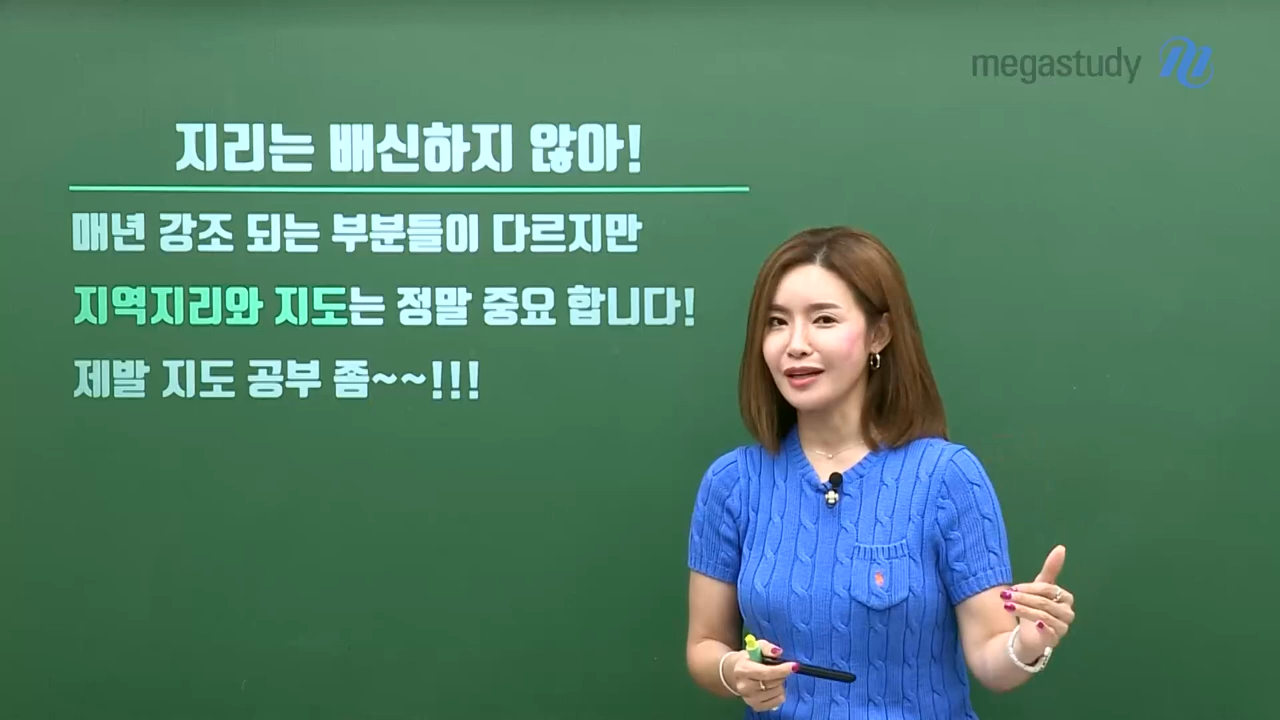 megastudy
지리는 배신하지 않아!
매년 강조 되는 부분들이 다르지만
지역지리와 지도는 정말 중요 합니다!
제발 지도 공부 좀~~!!!